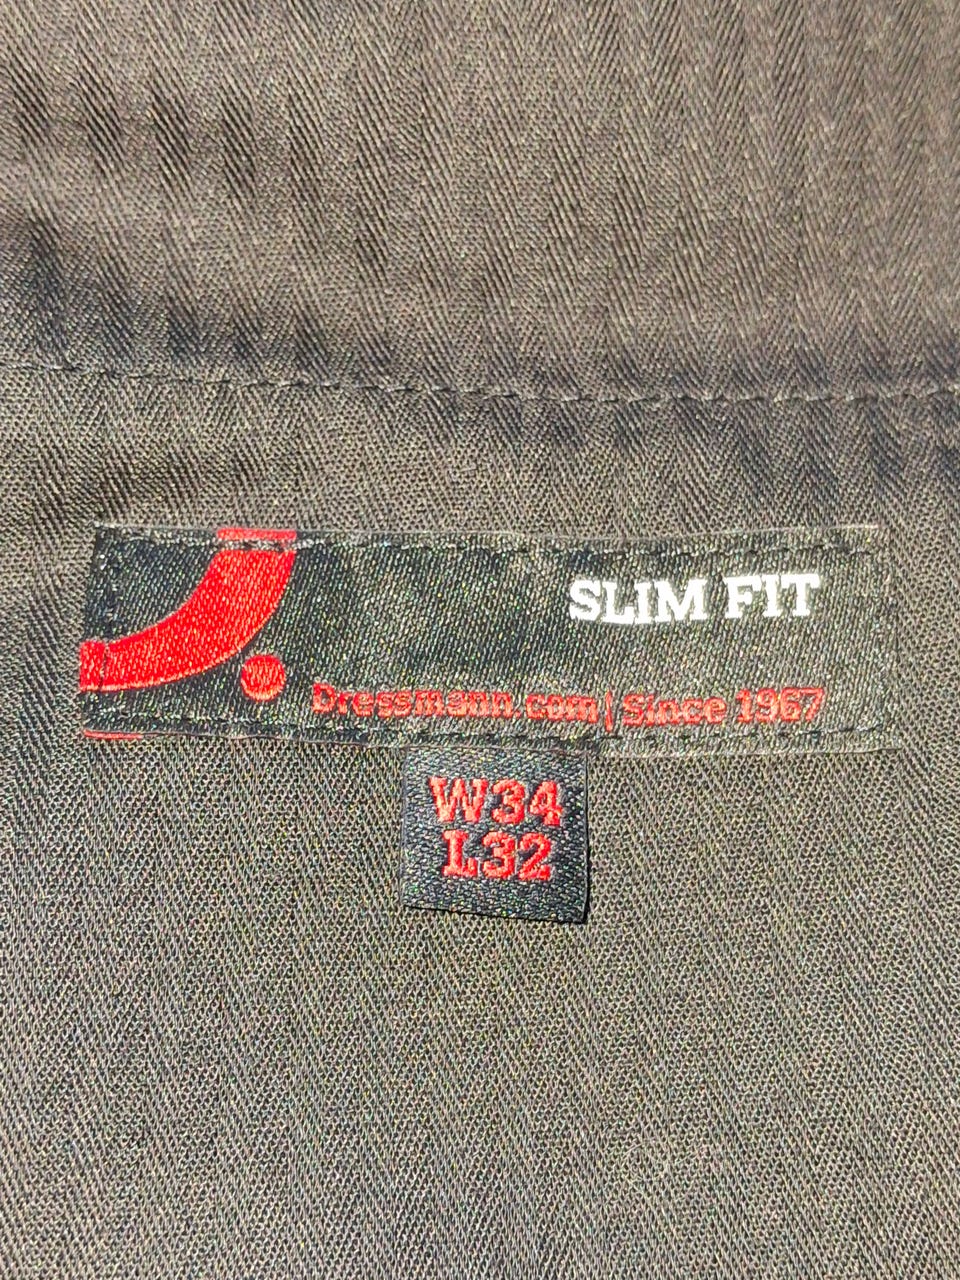 SLIM FIT
Dressmann.com | Since 1967
W34
L32